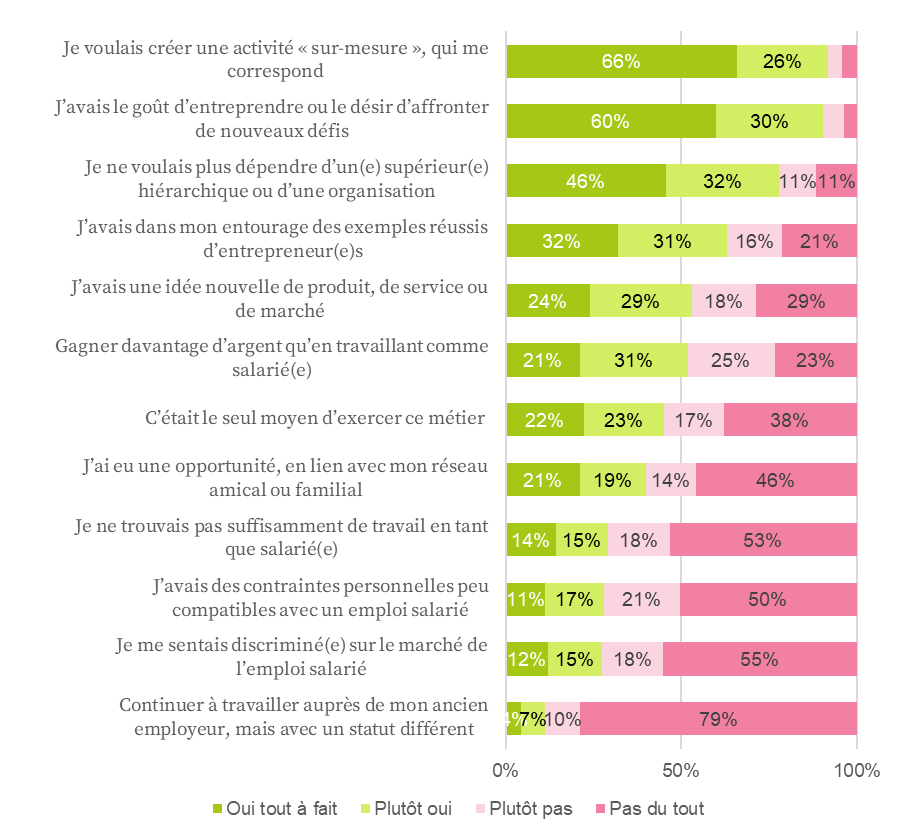 Je voulais créer une activité « sur-mesure », qui me
correspond
66% 26%
J’avais le goût d’entreprendre ou le désir d’affronter
de nouveaux défis
60% 30%
Je ne voulais plus dépendre d’un(e) supérieur(e)
hiérarchique ou d’une organisation
46% 32% 11% 11%
J’avais dans mon entourage des exemples réussis
d’entrepreneur(e)s
32% 31% 16% 21%
J’avais une idée nouvelle de produit, de service ou
de marché
24% 29% 18% 29%
Gagner davantage d’argent qu’en travaillant comme
salarié(e)
21% 31% 25% 23%
C’était le seul moyen d’exercer ce métier
22% 23% 17% 38%
J’ai eu une opportunité, en lien avec mon réseau
amical ou familial
21% 19% 14% 46%
Je ne trouvais pas suffisamment de travail en tant
que salarié(e)
14% 15% 18% 53%
J’avais des contraintes personnelles peu
compatibles avec un emploi salarié
11% 17% 21% 50%
Je me sentais discriminé(e) sur le marché de
l’emploi salarié
12% 15% 18% 55%
Continuer à travailler auprès de mon ancien
employeur, mais avec un statut différent
4% 7% 10% 79%
0% 50% 100%
Oui tout à fait Plutôt oui Plutôt pas Pas du tout